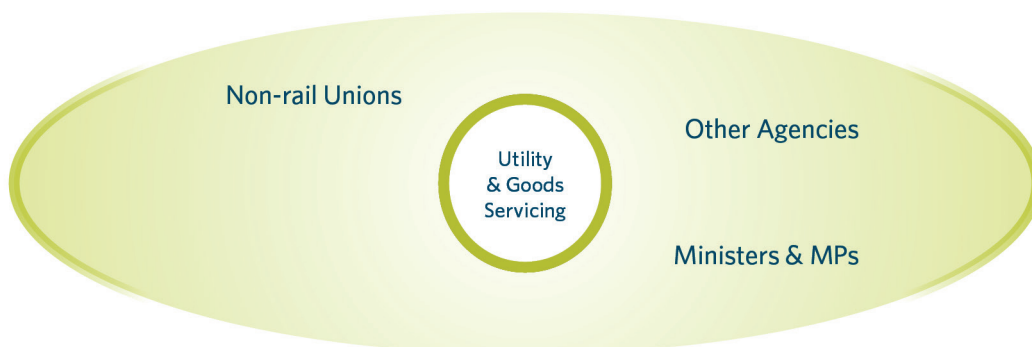 Non-rail Unions
Other Agencies
Utility
& Goods
Servicing
Ministers & MPs